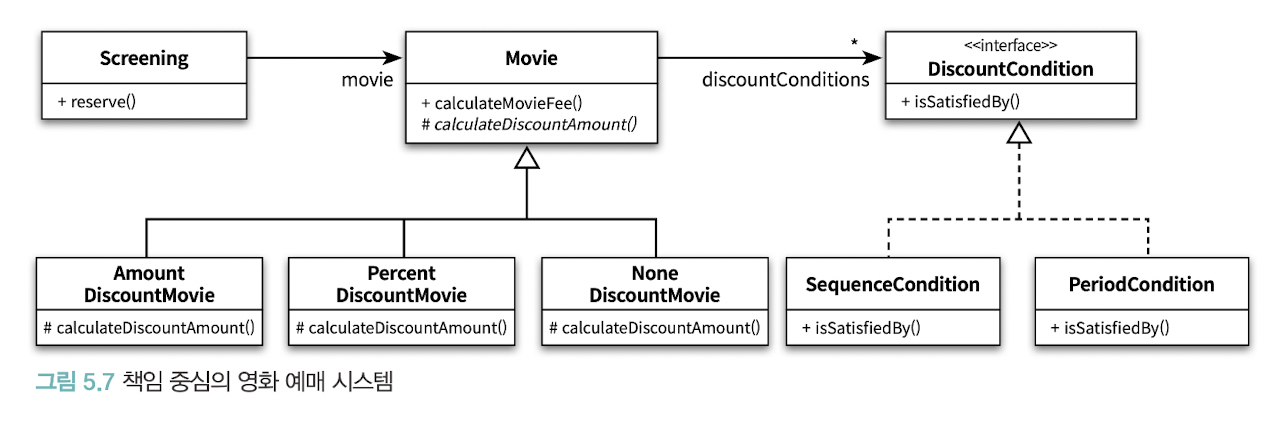 Screening
+ reserve()
movie
Movie
+ calculateMovieFee()
# calculateDiscountAmount()
*
discountConditions
<<interface>>
DiscountCondition
+ isSatisfiedBy()
Amount
DiscountMovie
# calculateDiscountAmount()
Percent
DiscountMovie
# calculateDiscountAmount()
None
DiscountMovie
# calculateDiscountAmount()
SequenceCondition
+ isSatisfiedBy()
PeriodCondition
+ isSatisfiedBy()
그림 5.7 책임 중심의 영화 예매 시스템